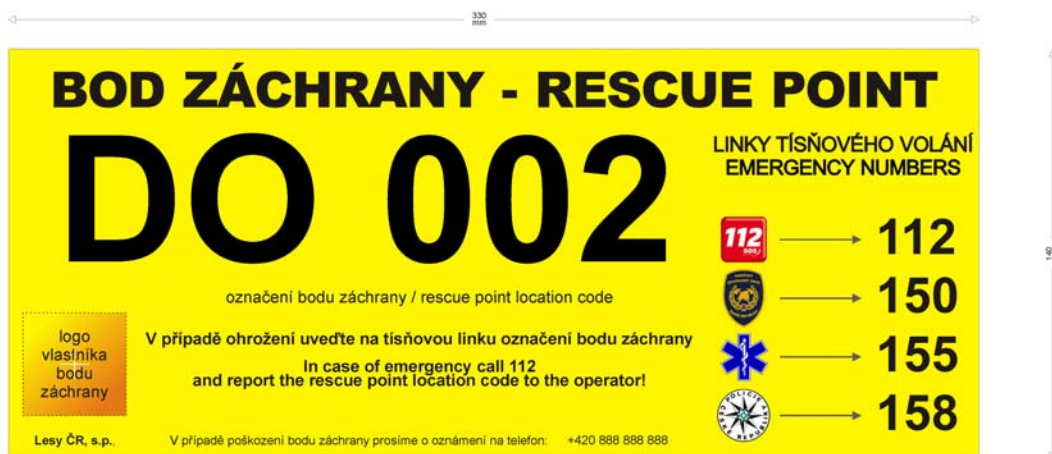 330
mm
BOD ZÁCHRANY - RESCUE POINT
DO 002
LINKY TÍSŇOVÉHO VOLÁNÍ
EMERGENCY NUMBERS
112
112
150
označení bodu záchrany / rescue point location code
logo
vlastníka
bodu
záchrany
V případě ohrožení uveďte na tísňovou linku označení bodu záchrany
In case of emergency call 112
and report the rescue point location code to the operator!
155
POLICIE
ČESKÉ REPUBLIKY
158
Lesy ČR, s.p.,
V případě poškození bodu záchrany prosíme o oznámení na telefon: +420 888 888 888
140